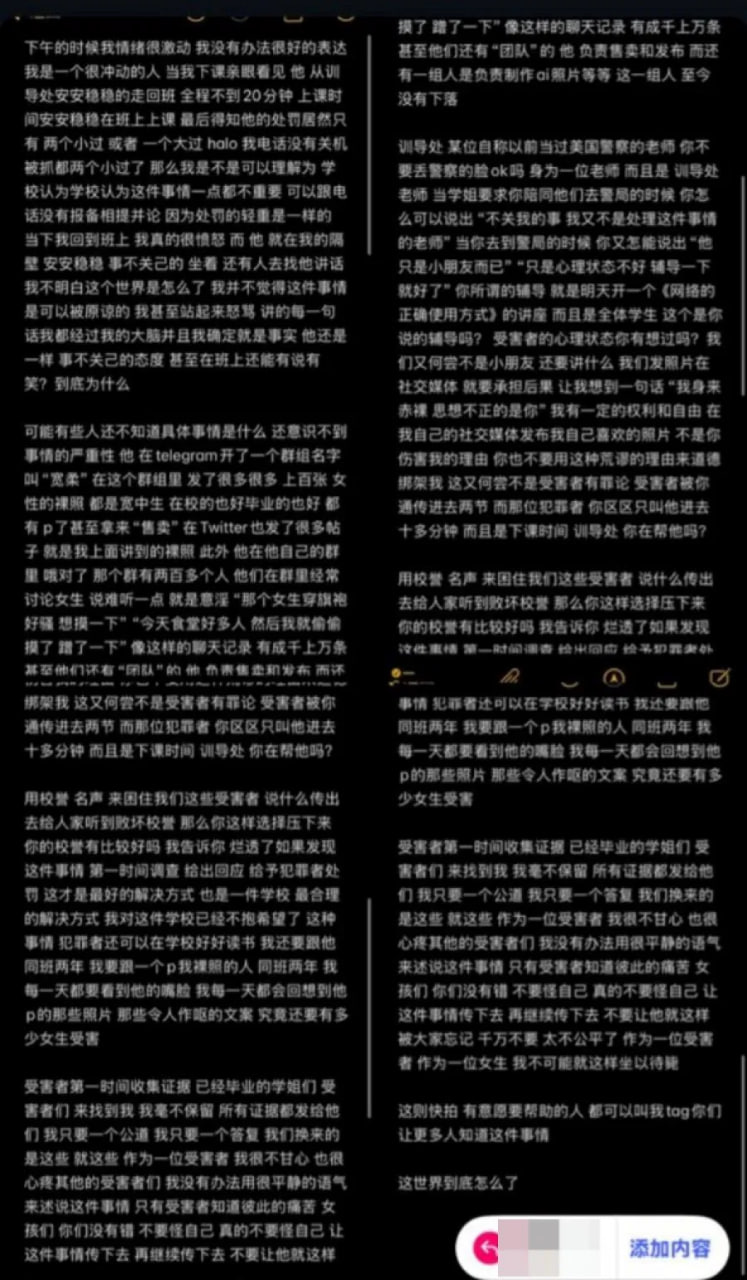 下午的时候我情绪很激动 我没有办法很好的表达
我是一个很冲动的人 当我下课亲眼看见 他 从训
导处安安稳稳的走回班 全程不到20分钟 上课时
间安安稳稳在班上上课 最后得知他的处罚居然只
有 两个小过 或者 一个大过 halo 我电话没有关机
被抓都两个小过了 那么我是不是可以理解为 学
校认为学校认为这件事情一点都不重要 可以跟电
话没有报备相提并论 因为处罚的轻重是一样的
当下我回到班上 我真的很愤怒 而 他 就在我的隔
壁 安安稳稳 事不关己的 坐着 还有人去找他讲话
我不明白这个世界是怎么了 我并不觉得这件事情
是可以被原谅的 我甚至站起来怒骂 讲的每一句
话我都经过我的大脑并且我确定就是事实 他还是
一样 事不关己的态度 甚至在班上还能有说有
笑？到底为什么
可能有些人还不知道具体事情是什么 还意识不到
事情的严重性 他 在telegram开了一个群组名字
叫“宽柔” 在这个群组里 发了很多很多 上百张 女
性的裸照 都是宽中生 在校的也好毕业的也好 都
有 p了甚至拿来“售卖” 在Twitter也发了很多帖
子 就是我上面讲到的裸照 此外 他在他自己的群
里 哦对了 那个群有两百多个人 他们在群里经常
讨论女生 说难听一点 就是意淫 “那个女生穿旗袍
好骚 想摸一下” “今天食堂好多人 然后我就偷偷
摸了 蹭了一下” 像这样的聊天记录 有成千上万条
甚至他们还有“团队”的 他 负责售卖和发布 而还
绑架我 这又何尝不是受害者有罪论 受害者被你
通传进去两节 而那位犯罪者 你区区只叫他进去
十多分钟 而且是下课时间 训导处 你在帮他吗?
用校誉 名声 来困住我们这些受害者 说什么传出
去给人家听到败坏校誉 那么你这样选择压下来
你的校誉有比较好吗 我告诉你 烂透了如果发现
这件事情 第一时间调查 给出回应 给予犯罪者处
罚 这才是最好的解决方式 也是一件学校 最合理
的解决方式 我对这件学校已经不抱希望了 这种
事情 犯罪者还可以在学校好好读书 我还要跟他
同班两年 我要跟一个p我裸照的人 同班两年 我
每一天都要看到他的嘴脸 我每一天都会回想到他
p的那些照片 那些令人作呕的文案 究竟还要有多
少女生受害
受害者第一时间收集证据 已经毕业的学姐们 受
害者们 来找到我 我毫不保留 所有证据都发给他
们 我只要一个公道 我只要一个答复 我们换来的
是这些 就这些 作为一位受害者 我很不甘心 也很
心疼其他的受害者们 我没有办法用很平静的语气
来述说这件事情 只有受害者知道彼此的痛苦 女
孩们 你们没有错 不要怪自己 真的不要怪自己 让
这件事情传下去 再继续传下去 不要让他就这样
摸了 蹭了一下” 像这样的聊天记录 有成千上万条
甚至他们还有“团队”的 他 负责售卖和发布 而还
有一组人是负责制作ai照片等等 这一组人 至今
没有下落
训导处 某位自称以前当过美国警察的老师 你不
要丢警察的脸ok吗 身为一位老师 而且是 训导处
老师 当学姐要求你陪同他们去警局的时候 你怎
么可以说出 “不关我的事 我又不是处理这件事情
的老师” 当你去到警局的时候 你又怎能说出 “他
只是小朋友而已” “只是心理状态不好 辅导一下
就好了” 你所谓的辅导 就是明天开一个《网络的
正确使用方式》的讲座 而且是全体学生 这个是你
说的辅导吗？ 受害者的心理状态你有想过吗？ 我
们又何尝不是小朋友 还要讲什么 我们发照片在
社交媒体 就要承担后果 让我想到一句话 “我身来
赤裸 思想不正的是你” 我有一定的权利和自由 在
我自己的社交媒体发布我自己喜欢的照片 不是你
伤害我的理由 你也不要用这种荒谬的理由来道德
绑架我 这又何尝不是受害者有罪论 受害者被你
通传进去两节 而那位犯罪者 你区区只叫他进去
十多分钟 而且是下课时间 训导处 你在帮他吗?
用校誉 名声 来困住我们这些受害者 说什么传出
去给人家听到败坏校誉 那么你这样选择压下来
你的校誉有比较好吗 我告诉你 烂透了如果发现
这件事情 第一时间调查 给出回应 给予犯罪者处
事情 犯罪者还可以在学校好好读书 我还要跟他
同班两年 我要跟一个p我裸照的人 同班两年 我
每一天都要看到他的嘴脸 我每一天都会回想到他
p的那些照片 那些令人作呕的文案 究竟还要有多
少女生受害
受害者第一时间收集证据 已经毕业的学姐们 受
害者们 来找到我 我毫不保留 所有证据都发给他
们 我只要一个公道 我只要一个答复 我们换来的
是这些 就这些 作为一位受害者 我很不甘心 也很
心疼其他的受害者们 我没有办法用很平静的语气
来述说这件事情 只有受害者知道彼此的痛苦 女
孩们 你们没有错 不要怪自己 真的不要怪自己 让
这件事情传下去 再继续传下去 不要让他就这样
被大家忘记 千万不要 太不公平了 作为一位受害
者 作为一位女生 我不可能就这样坐以待毙
这则快拍 有意愿要帮助的人 都可以叫我tag你们
让更多人知道这件事情
这世界到底怎么了
添加内容